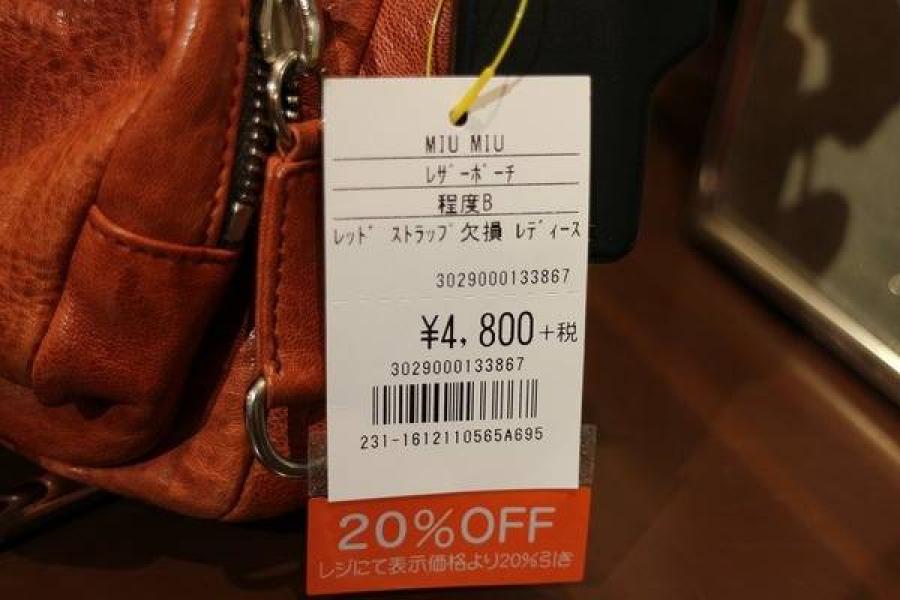 MIU MIU
レザーポーチ
程度B
レッド ストラップ欠損 レディース
3029000133867
¥4,800+税
3029000133867
231-1612110565A695
20%OFF
レジにて表示価格より20%引き